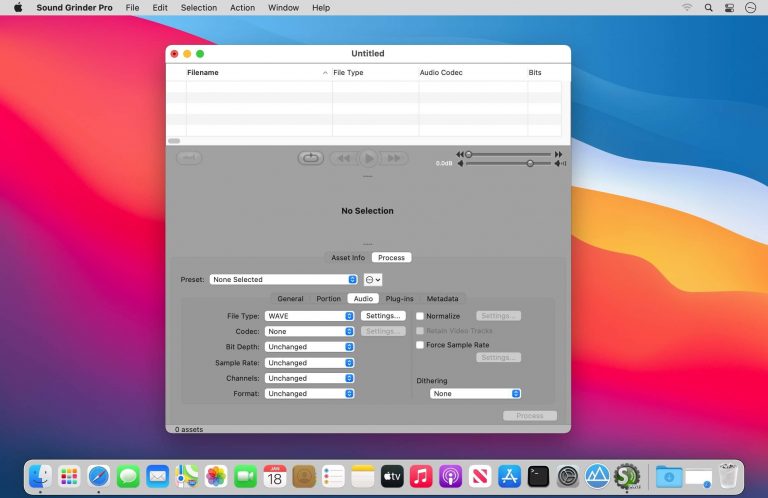 Sound Grinder Pro File Edit Selection Action Window Help
Untitled
Filename File Type Audio Codec Bits
0.0dB
----
No Selection
----
Asset Info Process
Preset: None Selected
General Portion Audio Plug-ins Metadata
File Type: WAVE Settings... Normalize Settings...
Codec: None Settings... Retain Video Tracks
Bit Depth: Unchanged Force Sample Rate
Sample Rate: Unchanged Settings...
Channels: Unchanged Dithering
Format: Unchanged None
Process
0 assets
JAN
18
tv